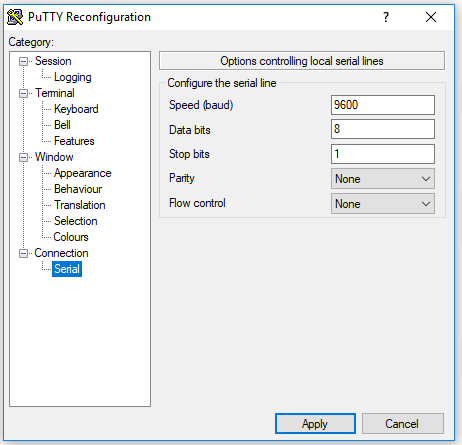 PuTTY Reconfiguration
?
Category:
Session
Logging
Terminal
Keyboard
Bell
Features
Window
Appearance
Behaviour
Translation
Selection
Colours
Connection
Serial
Options controlling local serial lines
Configure the serial line
Speed (baud) 9600
Data bits 8
Stop bits 1
Parity None
Flow control None
Apply Cancel